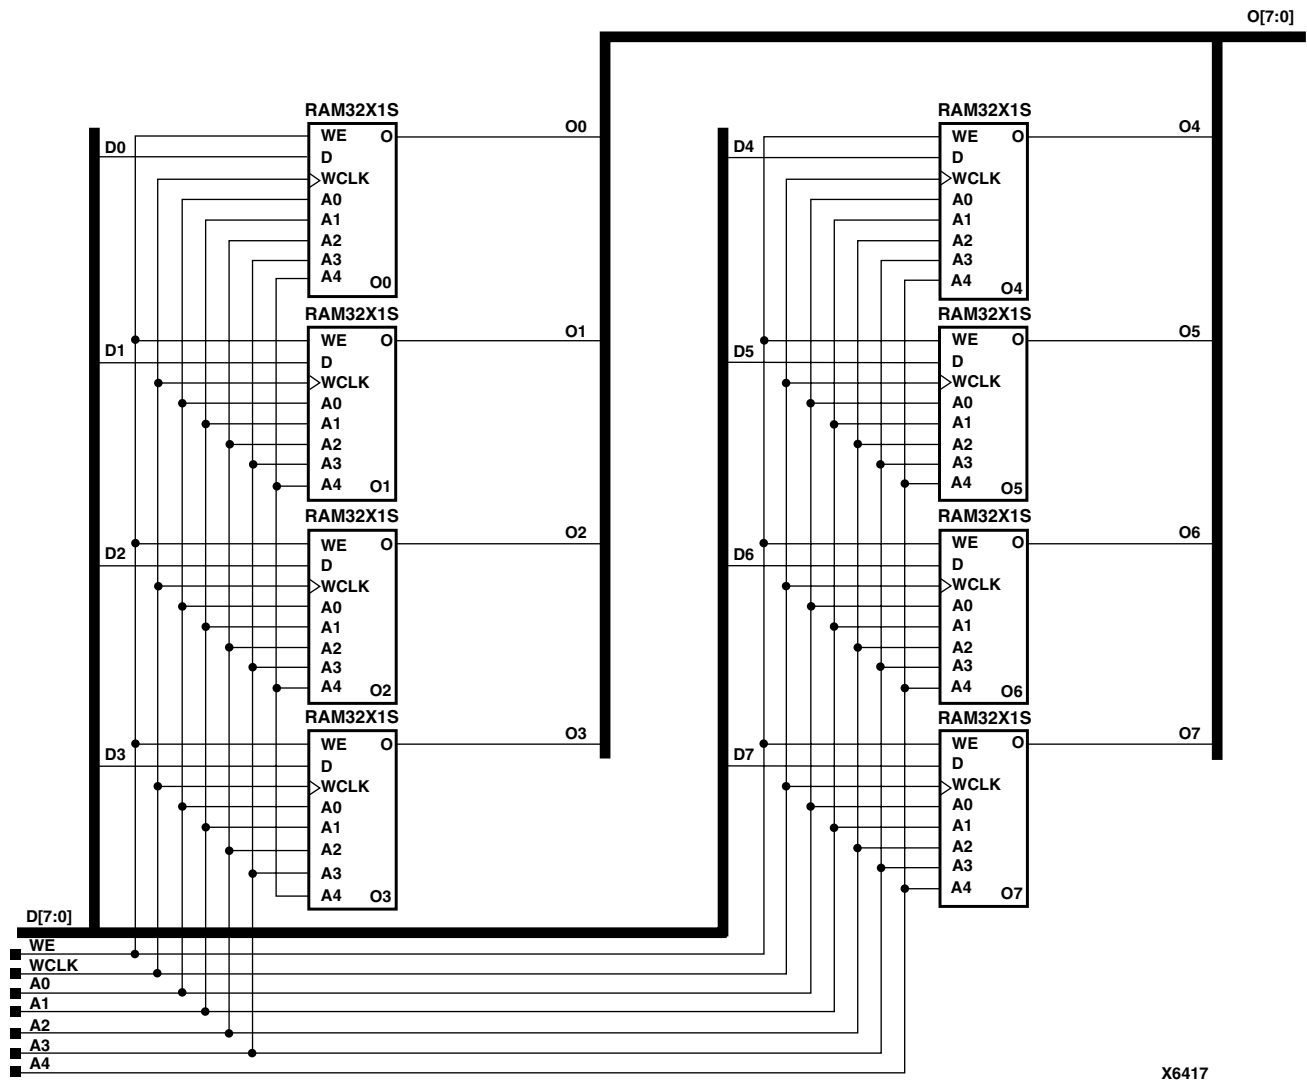 O[7:0]
RAM32X1S
WE O
D
WCLK
A0
A1
A2
A3
A4 O0
D0
O0
RAM32X1S
WE O
D
WCLK
A0
A1
A2
A3
A4 O1
D1
O1
RAM32X1S
WE O
D
WCLK
A0
A1
A2
A3
A4 O2
D2
O2
RAM32X1S
WE O
D
WCLK
A0
A1
A2
A3
A4 O3
D3
O3
RAM32X1S
WE O
D
WCLK
A0
A1
A2
A3
A4 O4
D4
O4
RAM32X1S
WE O
D
WCLK
A0
A1
A2
A3
A4 O5
D5
O5
RAM32X1S
WE O
D
WCLK
A0
A1
A2
A3
A4 O6
D6
O6
RAM32X1S
WE O
D
WCLK
A0
A1
A2
A3
A4 O7
D7
O7
D[7:0]
WE
WCLK
A0
A1
A2
A3
A4
X6417